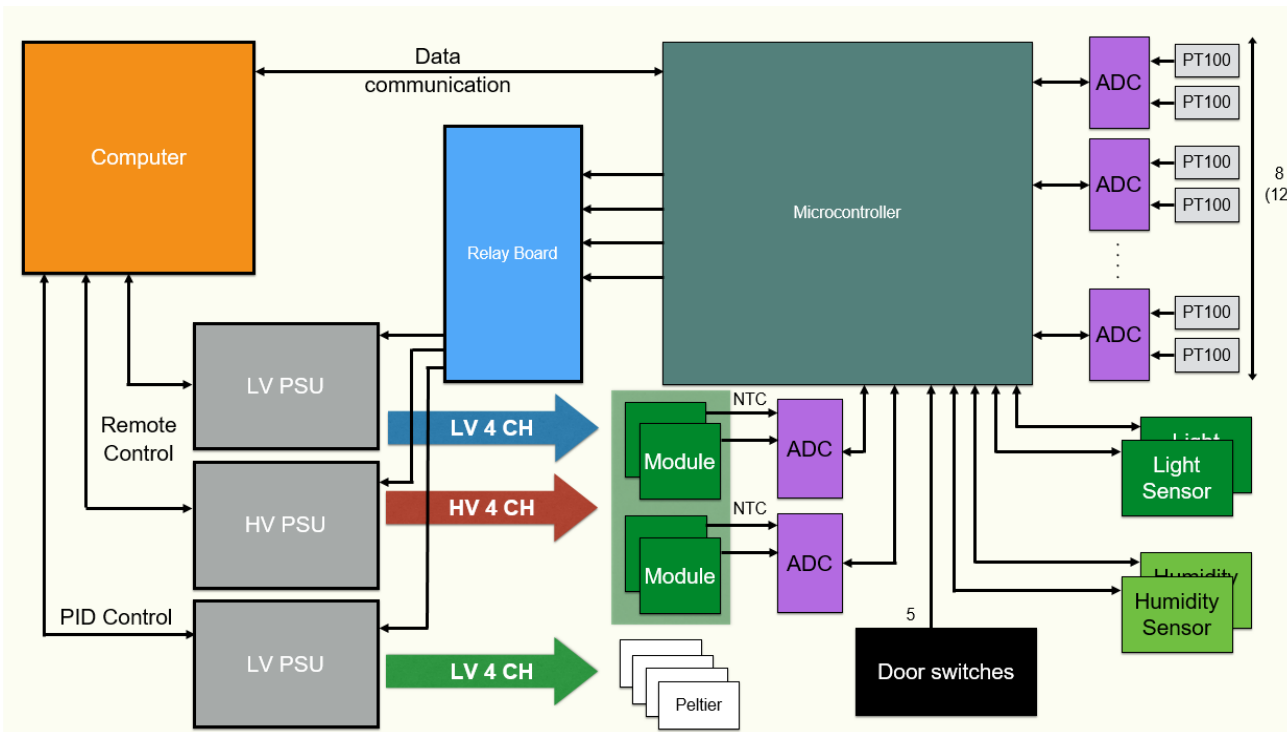 Data
communication
Computer
Microcontroller
Relay Board
ADC
PT100
PT100
ADC
PT100
PT100
8
(12
ADC
PT100
PT100
LV PSU
Remote
Control
LV 4 CH
NTC
Module
ADC
Light
Light
Sensor
HV PSU
HV 4 CH
NTC
Module
ADC
Humidity
Humidity
Sensor
PID Control
LV PSU
LV 4 CH
Peltier
5
Door switches